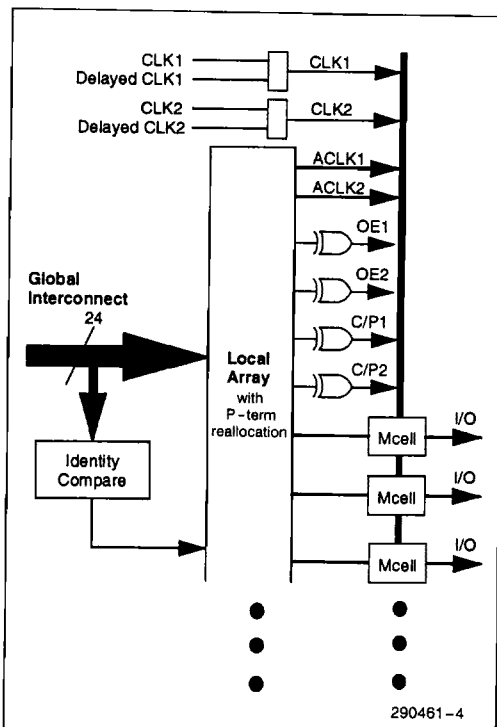 CLK1
Delayed CLK1
CLK1
CLK2
Delayed CLK2
CLK2
ACLK1
ACLK2
OE1
OE2
C/P1
C/P2
Global
Interconnect
24
Local
Array
with
P-term
reallocation
Identity
Compare
Mcell
I/O
Mcell
I/O
Mcell
I/O
290461-4